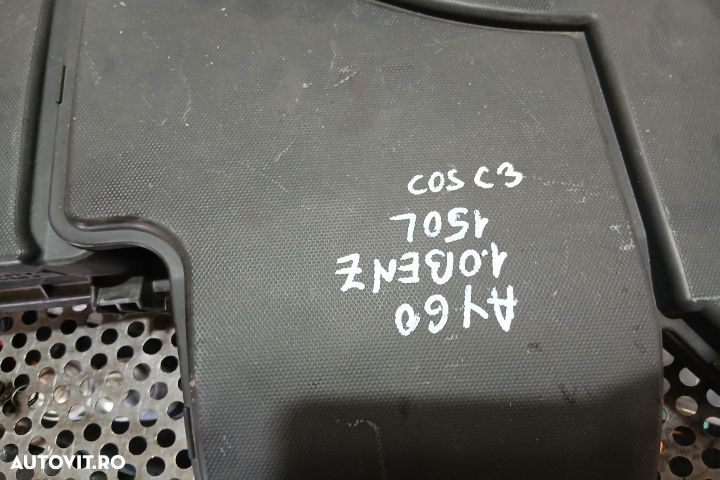 COS C3
AYGO
1.0BENZ
150L
AUTOVIT.RO